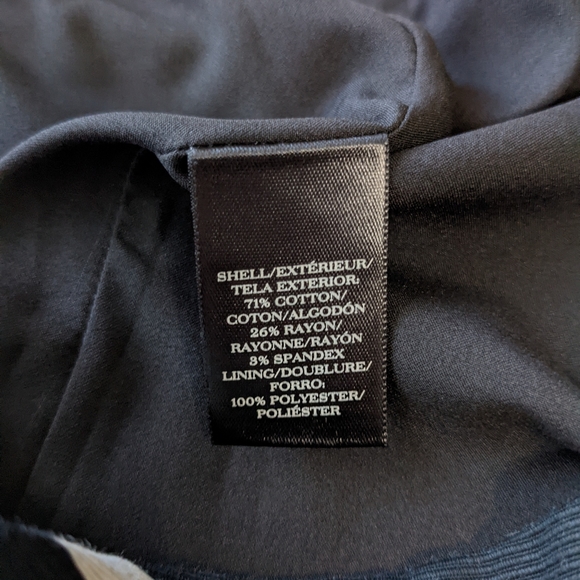 SHELL/EXTÉRIEUR/
TELA EXTERIOR:
71% COTTON/
COTON/ALGODÓN
26% RAYON/
RAYONNE/RAYÓN
3% SPANDEX
LINING/DOUBLURE/
FORRO:
100% POLYESTER/
POLIÉSTER